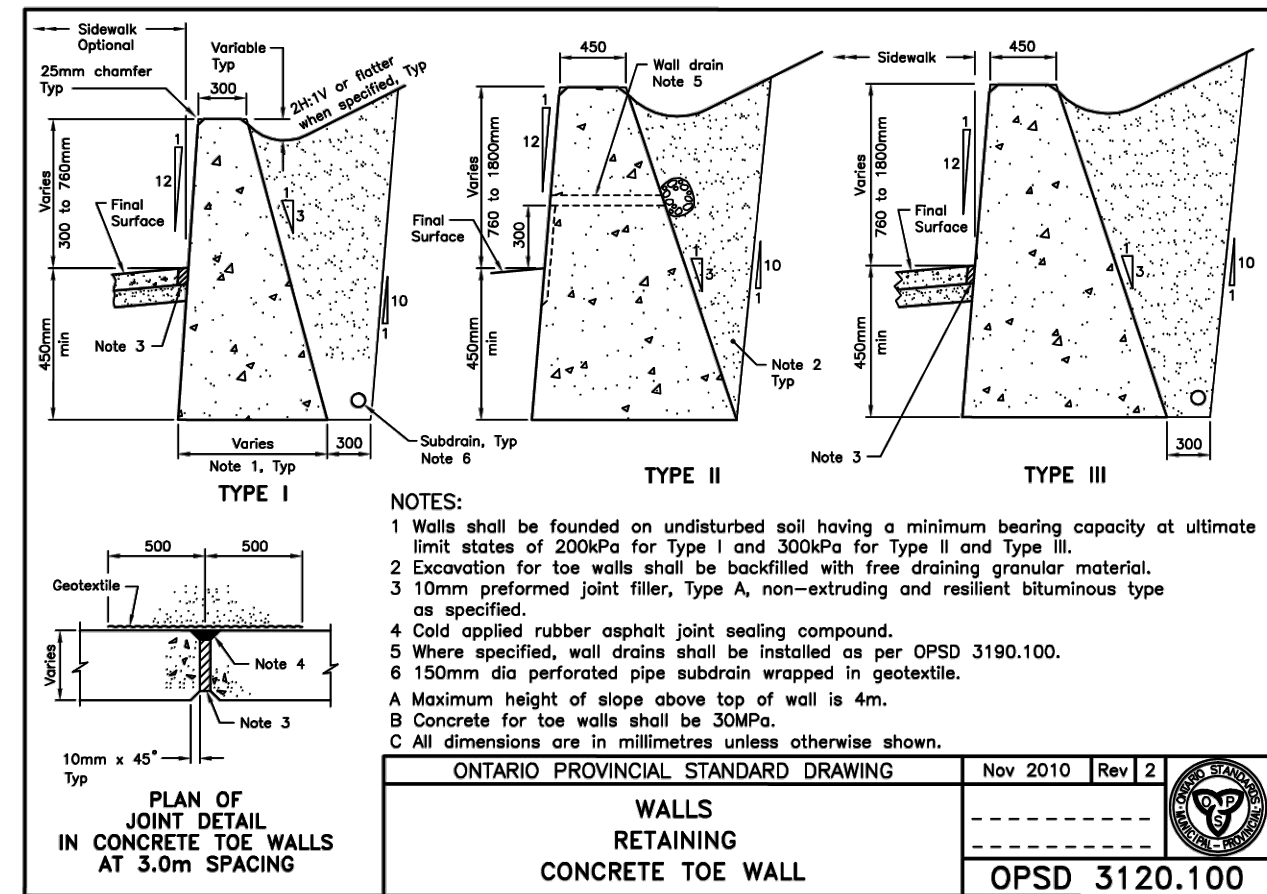 Sidewalk
Optional
25mm chamfer
Typ
Variable
Typ
300
2H:1V or flatter
when specified, Typ
Varies
300 to 760mm
1
12
Final
Surface
1
3
10
1
450mm
min
Note 3
Varies
Note 1, Typ
300
Subdrain, Typ
Note 6
TYPE I
450
Wall drain
Note 5
Varies
760 to 1800mm
1
12
Final
Surface
300
1
3
10
1
450mm
min
Note 2
Typ
TYPE II
Sidewalk
450
Varies
760 to 1800mm
1
12
Final
Surface
1
3
10
1
450mm
min
Note 3
300
TYPE III
500
500
Geotextile
Varies
Note 4
Note 3
10mm x 45°
Typ
PLAN OF
JOINT DETAIL
IN CONCRETE TOE WALLS
AT 3.0m SPACING
NOTES:
1 Walls shall be founded on undisturbed soil having a minimum bearing capacity at ultimate
limit states of 200kPa for Type I and 300kPa for Type II and Type III.
2 Excavation for toe walls shall be backfilled with free draining granular material.
3 10mm preformed joint filler, Type A, non-extruding and resilient bituminous type
as specified.
4 Cold applied rubber asphalt joint sealing compound.
5 Where specified, wall drains shall be installed as per OPSD 3190.100.
6 150mm dia perforated pipe subdrain wrapped in geotextile.
A Maximum height of slope above top of wall is 4m.
B Concrete for toe walls shall be 30MPa.
C All dimensions are in millimetres unless otherwise shown.
ONTARIO PROVINCIAL STANDARD DRAWING
Nov 2010 Rev 2
WALLS
RETAINING
CONCRETE TOE WALL
OPSD 3120.100
ONTARIO STANDARDS
MUNICIPAL - PROVINCIAL
O P
S